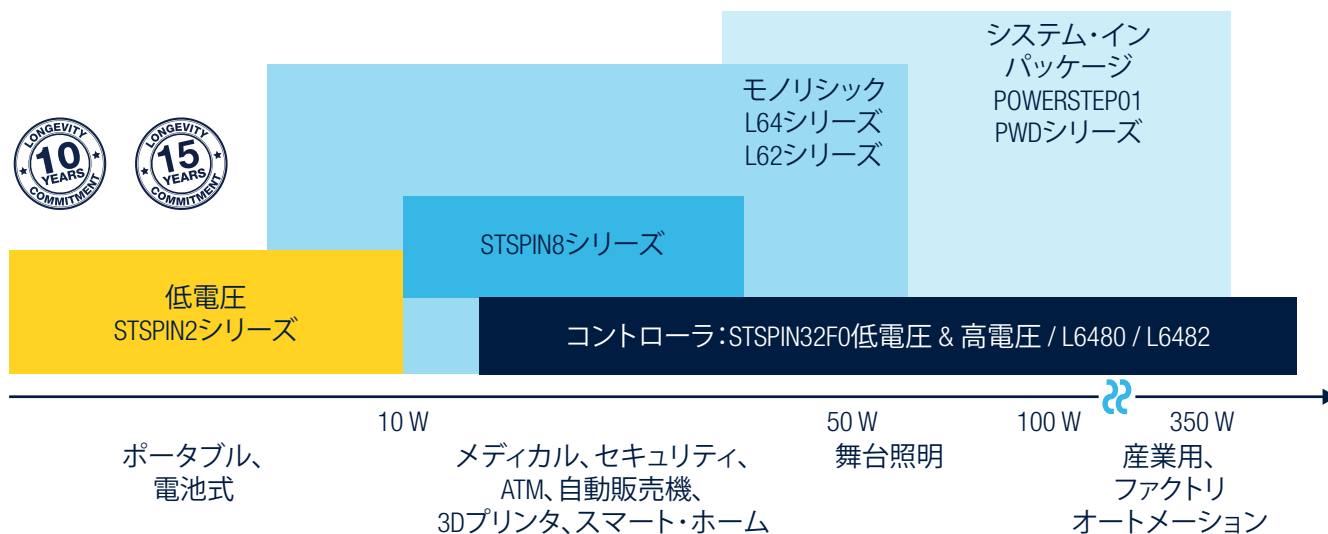 システム・イン
パッケージ
POWERSTEP01
PWDシリーズ
モノリシック
L64シリーズ
L62シリーズ
LONGEVITY
10
YEARS
COMMITMENT
LONGEVITY
15
YEARS
COMMITMENT
STSPIN8シリーズ
低電圧
STSPIN2シリーズ
コントローラ:STSPIN32F0低電圧 & 高電圧 / L6480 / L6482
10 W
50 W
100 W
350 W
ポータブル、
電池式
メディカル、セキュリティ、
ATM、自動販売機、
3Dプリンタ、スマート・ホーム
舞台照明
産業用、
ファクトリ
オートメーション